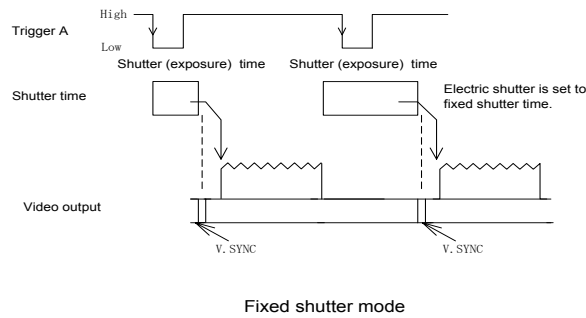 High
Trigger A
Low
Shutter (exposure) time Shutter (exposure) time
Shutter time
Electric shutter is set to
fixed shutter time.
Video output
V.SYNC V.SYNC
Fixed shutter mode